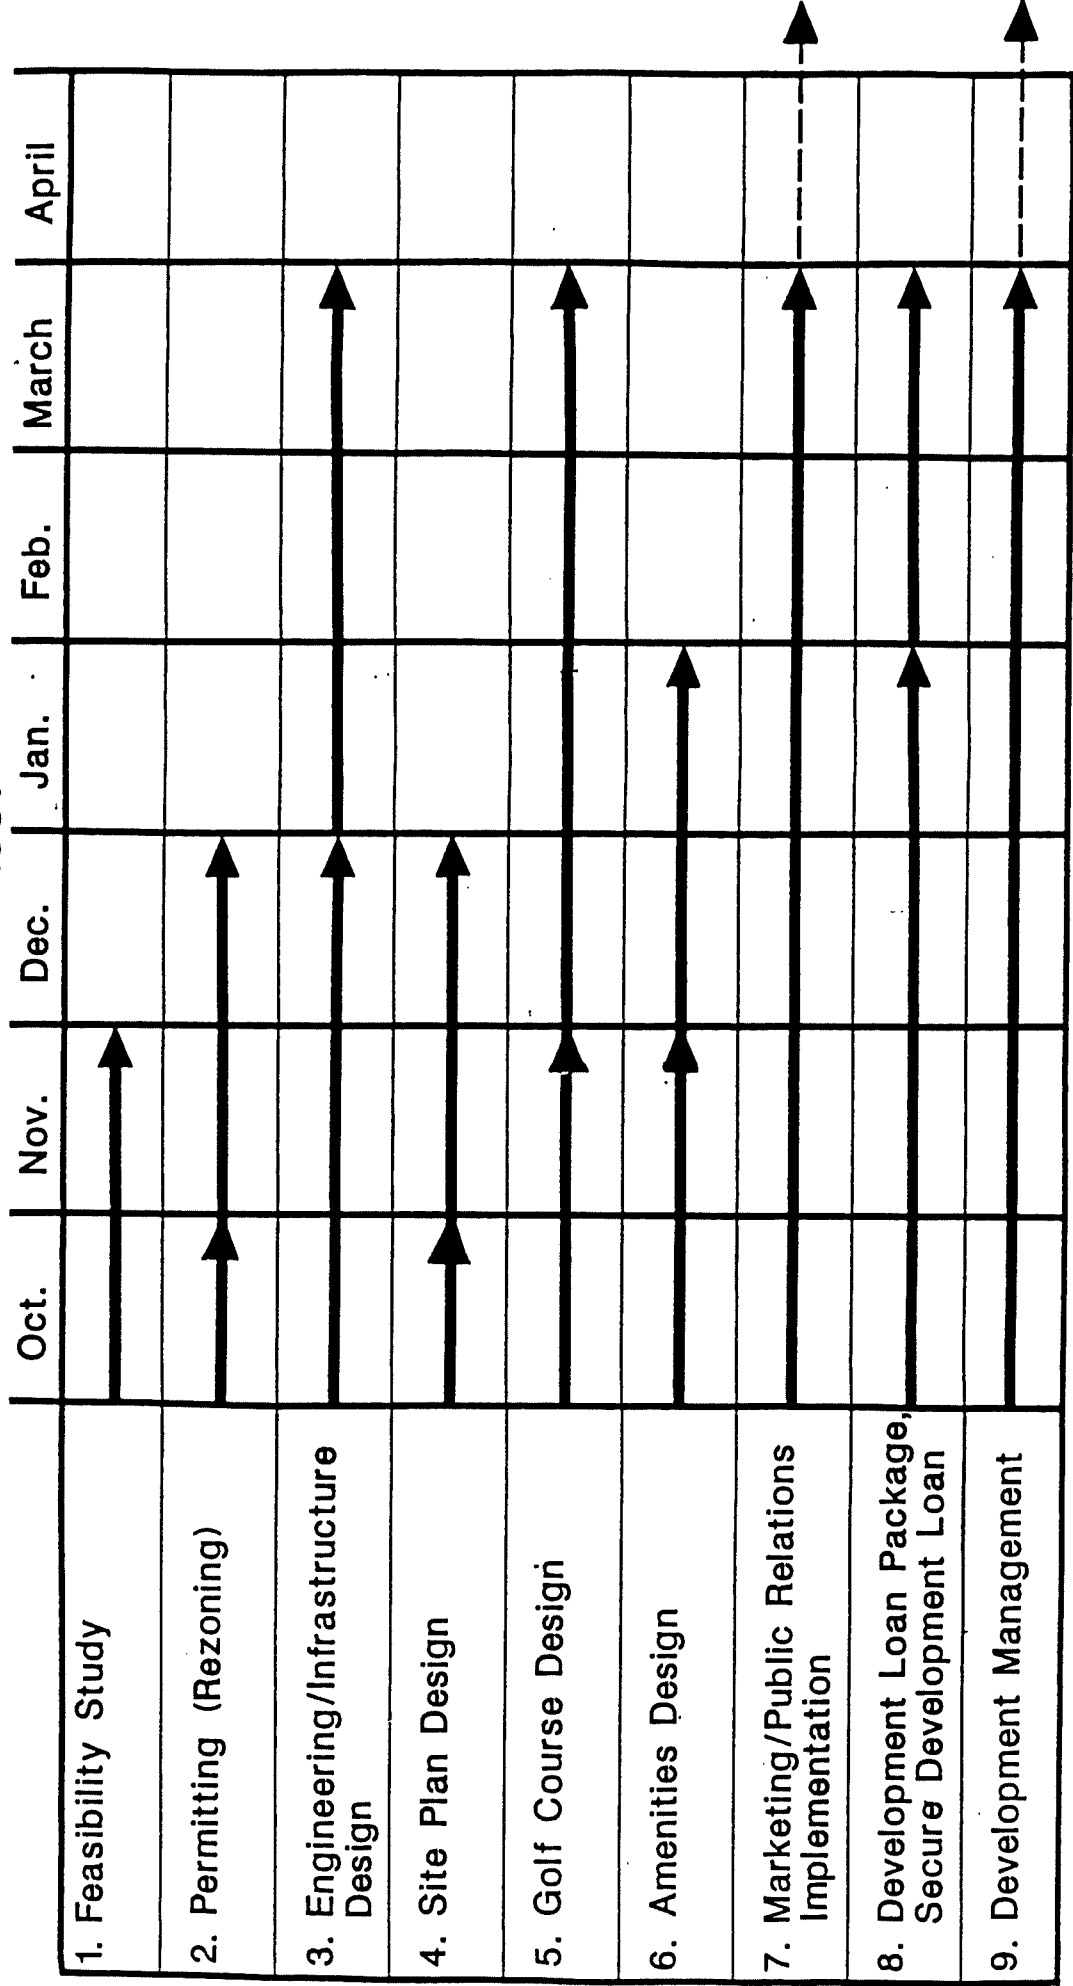 Oct. Nov. Dec. Jan. Feb. March April
1. Feasibility Study
2. Permitting (Rezoning)
3. Engineering/Infrastructure
Design
4. Site Plan Design
5. Golf Course Design
6. Amenities Design
7. Marketing/Public Relations
Implementation
8. Development Loan Package,
Secure Development Loan
9. Development Management